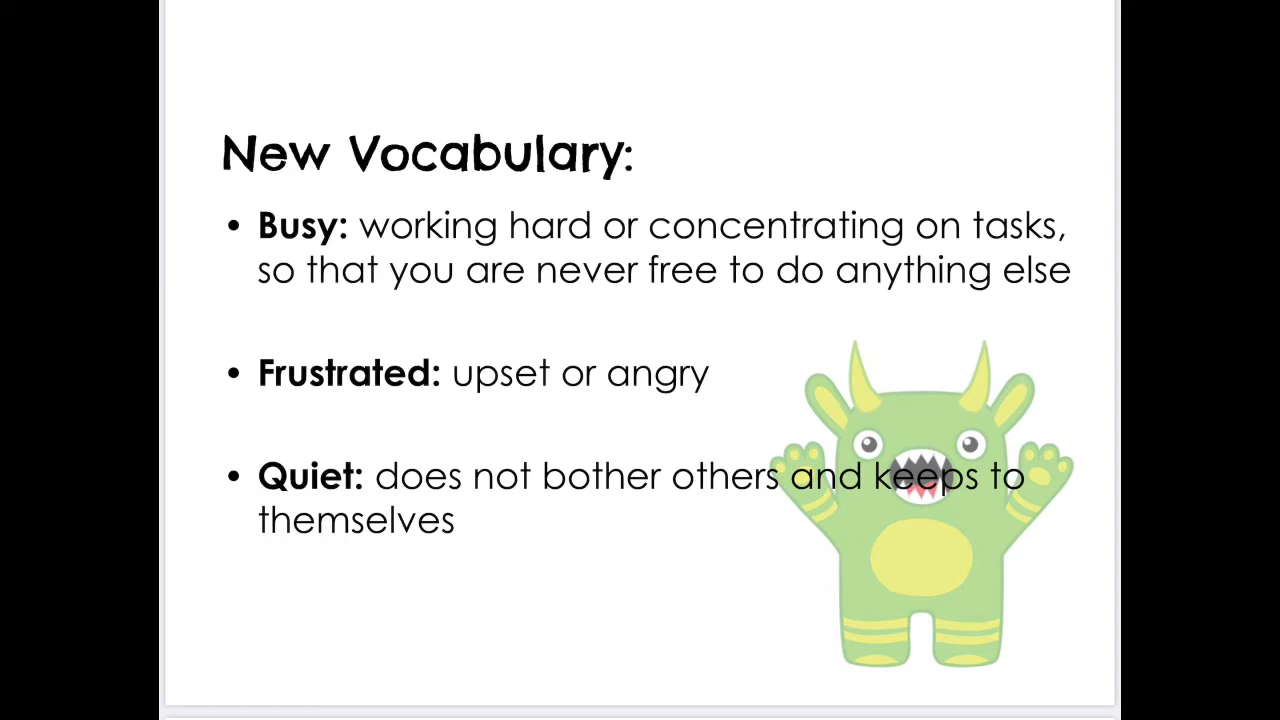 New Vocabulary:
• Busy: working hard or concentrating on tasks,
so that you are never free to do anything else
• Frustrated: upset or angry
• Quiet: does not bother others and keeps to
themselves